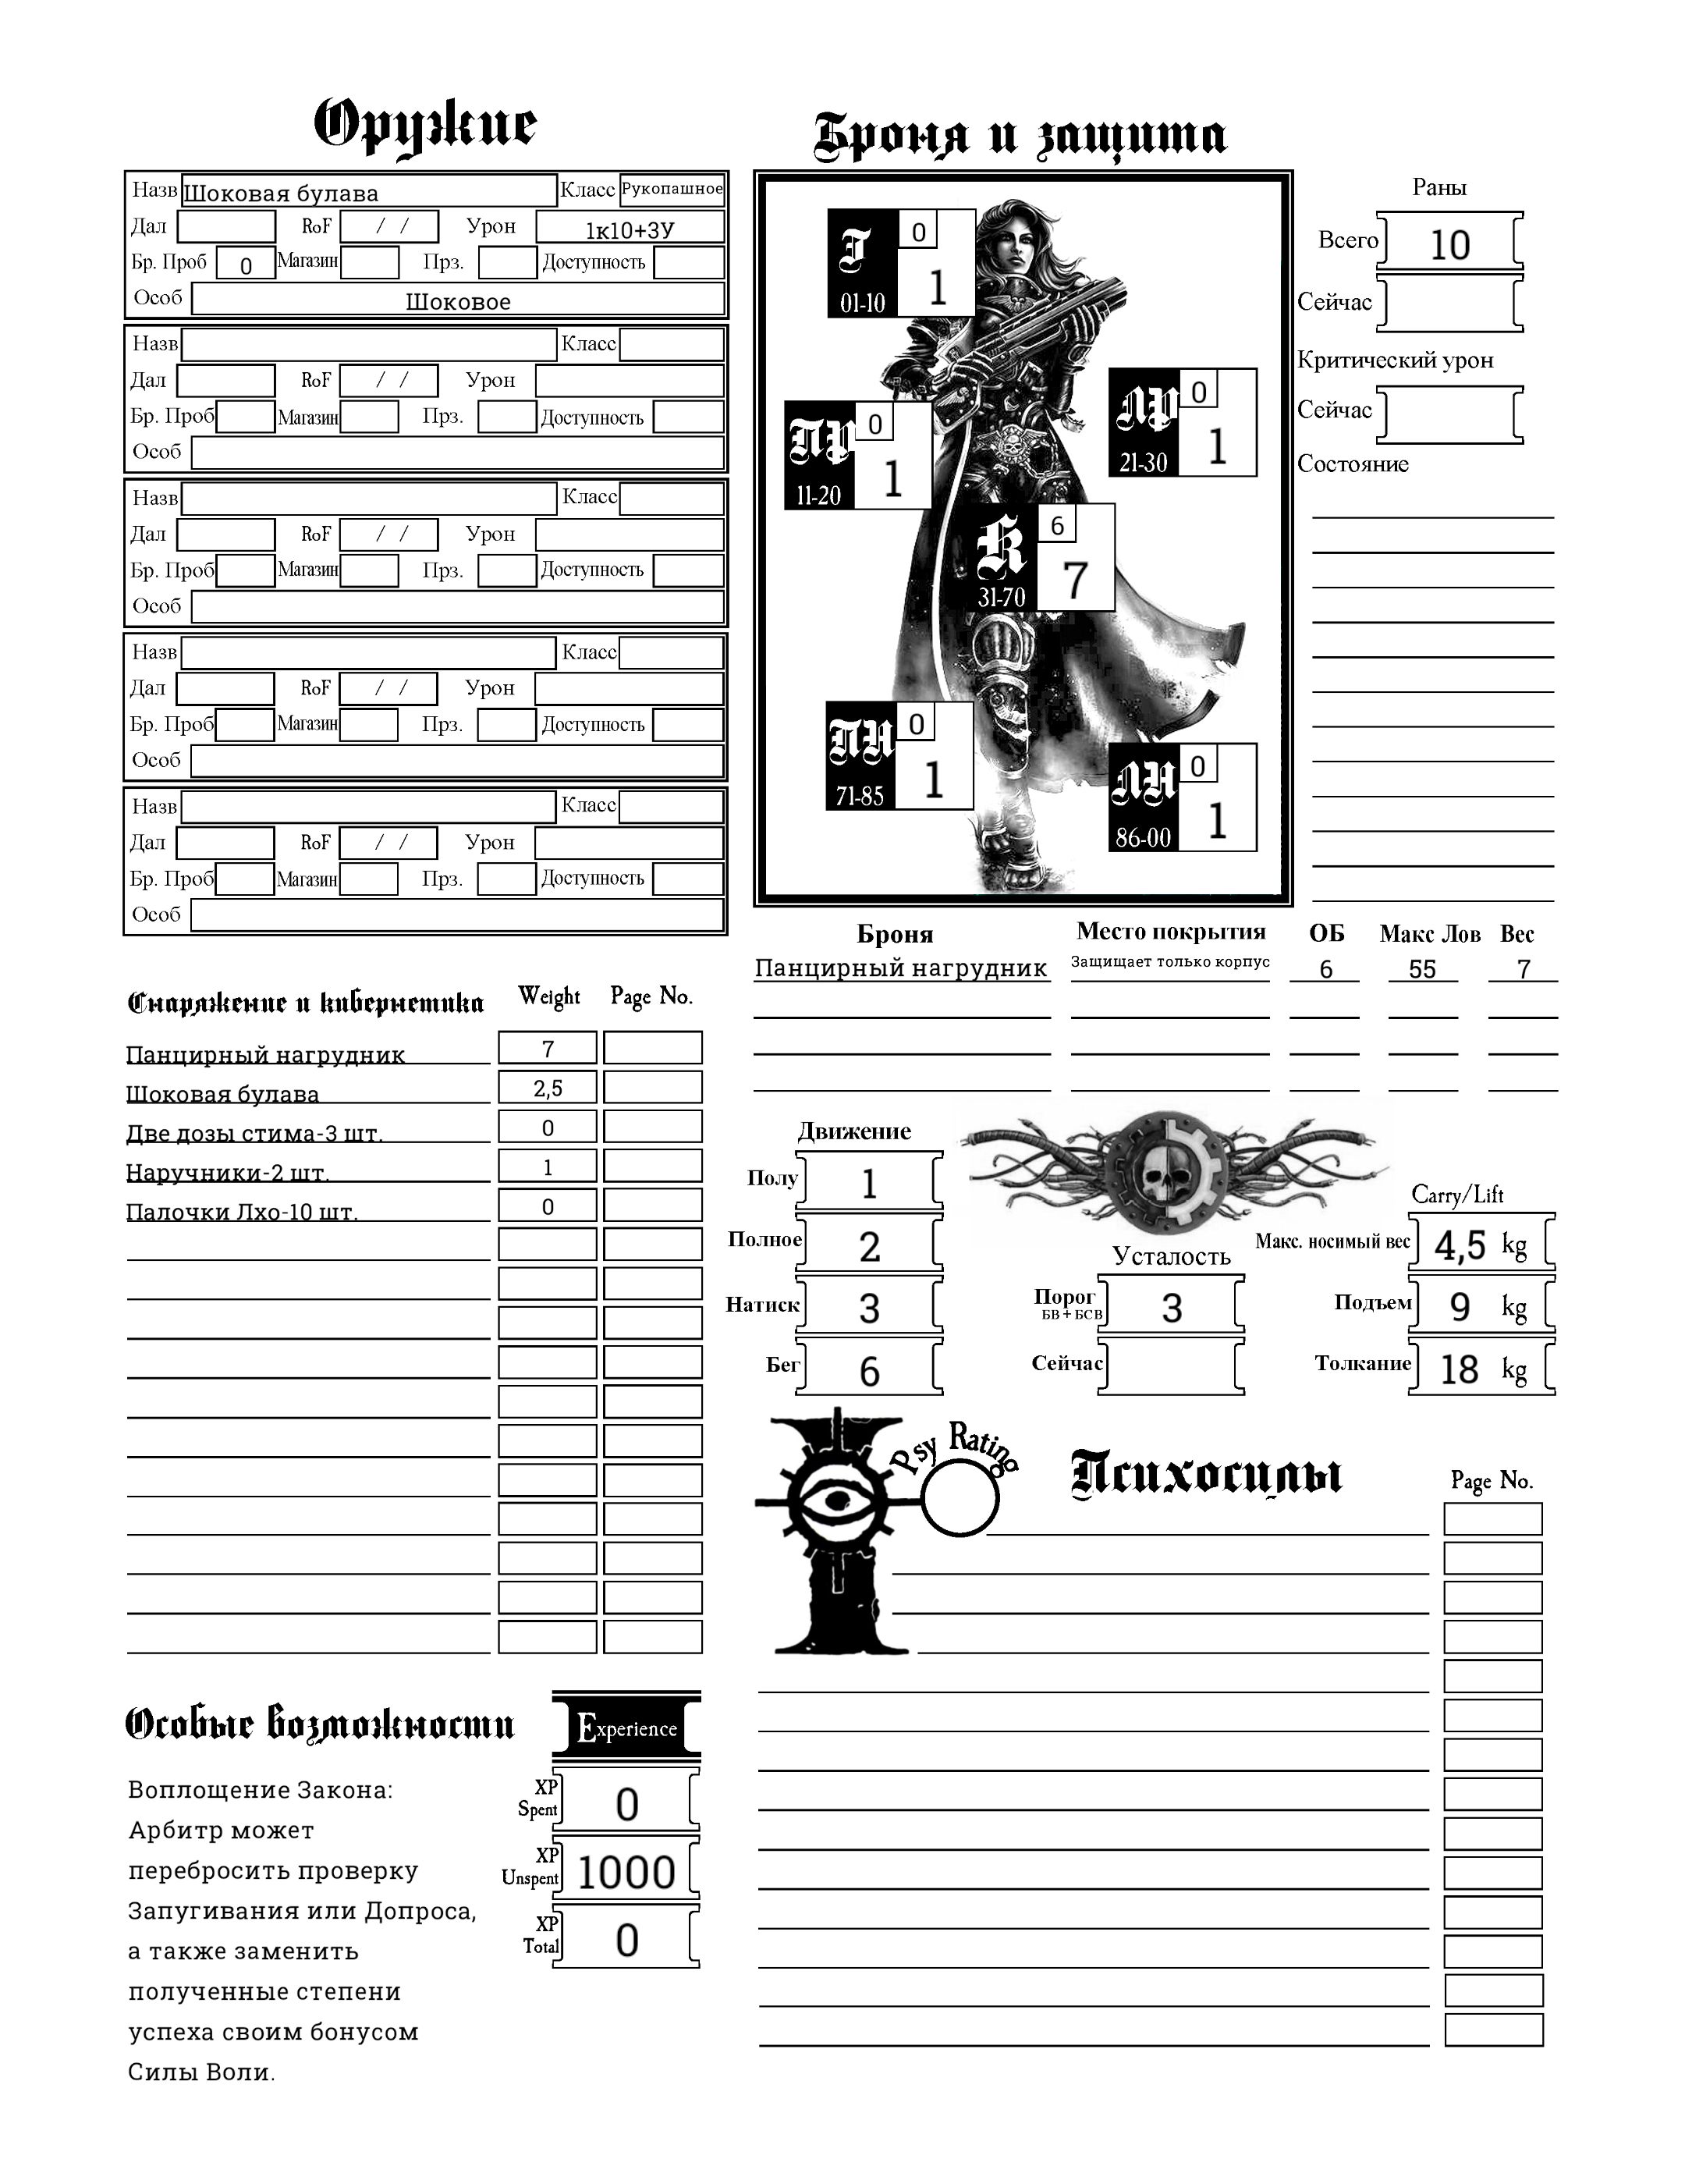 Оружие
Назв Шоковая булава Класс Рукопашное
Дал RoF / / Урон 1к10+3У
Бр. Проб 0 Магазин Прз. Доступность
Особ Шоковое
Назв Класс
Дал RoF / / Урон
Бр. Проб Магазин Прз. Доступность
Особ
Назв Класс
Дал RoF / / Урон
Бр. Проб Магазин Прз. Доступность
Особ
Назв Класс
Дал RoF / / Урон
Бр. Проб Магазин Прз. Доступность
Особ
Назв Класс
Дал RoF / / Урон
Бр. Проб Магазин Прз. Доступность
Особ
Броня и защита
Г 0
01-10 1
ПР 0
11-20 1
ЛР 0
21-30 1
К 6
31-70 7
ПН 0
71-85 1
ЛН 0
86-00 1
Раны
Всего 10
Сейчас
Критический урон
Сейчас
Состояние
Броня Место покрытия ОБ Макс Лов Вес
Панцирный нагрудник Защищает только корпус 6 55 7
Снаряжение и кибернетика Weight Page No.
Панцирный нагрудник 7
Шоковая булава 2,5
Две дозы стима-3 шт. 0
Наручники-2 шт. 1
Палочки Лхо-10 шт. 0
Движение
Полу 1
Полное 2
Натиск 3
Бег 6
Усталость
Порог 3
БВ + БСВ
Сейчас
Carry/Lift
Макс. носимый вес 4,5 kg
Подъем 9 kg
Толкание 18 kg
Psy Rating
Психосилы
Page No.
Особые возможности
Воплощение Закона:
Арбитр может
перебросить проверку
Запугивания или Допроса,
а также заменить
полученные степени
успеха своим бонусом
Силы Воли.
Experience
XP
Spent 0
XP
Unspent 1000
XP
Total 0